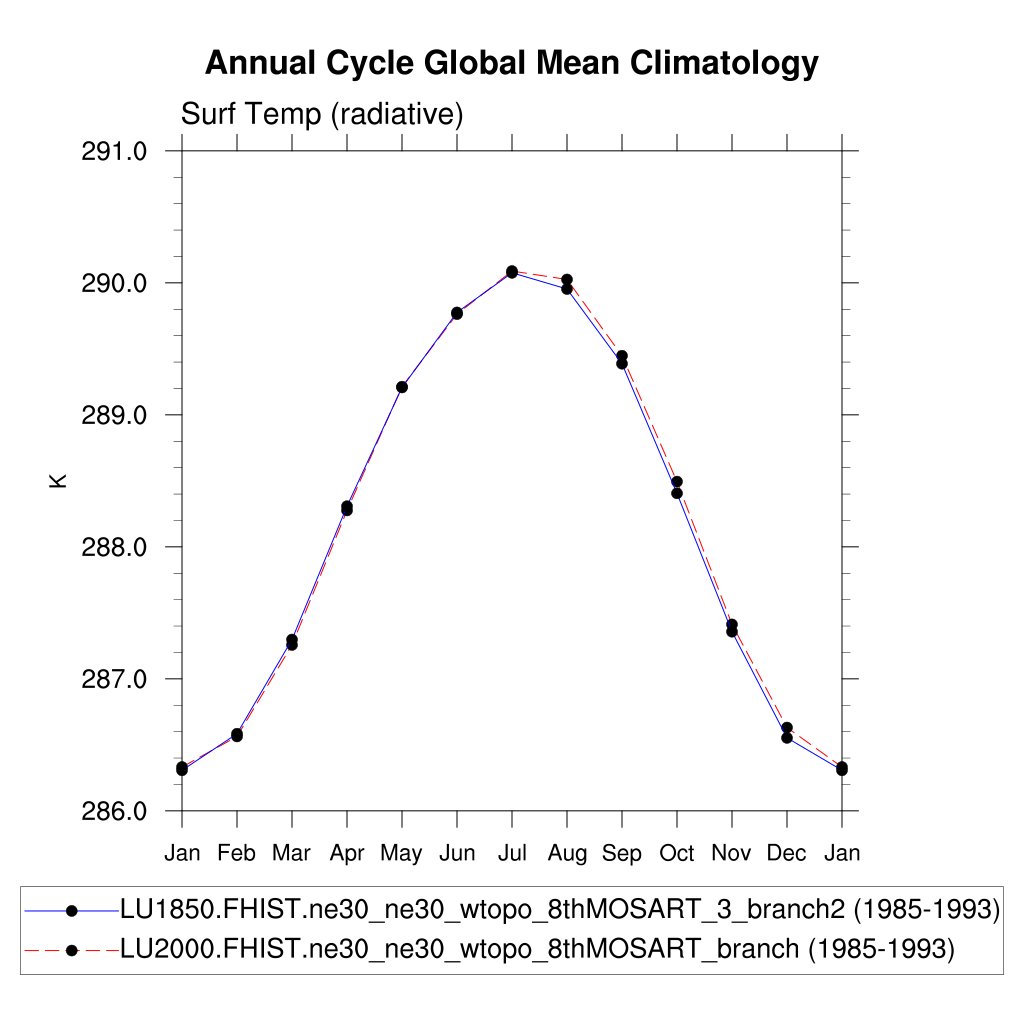 Annual Cycle Global Mean Climatology
Surf Temp (radiative)
291.0
290.0
289.0
288.0
287.0
286.0
K
Jan Feb Mar Apr May Jun Jul Aug Sep Oct Nov Dec Jan
LU1850.FHIST.ne30_ne30_wtopo_8thMOSART_3_branch2 (1985-1993)
LU2000.FHIST.ne30_ne30_wtopo_8thMOSART_branch (1985-1993)